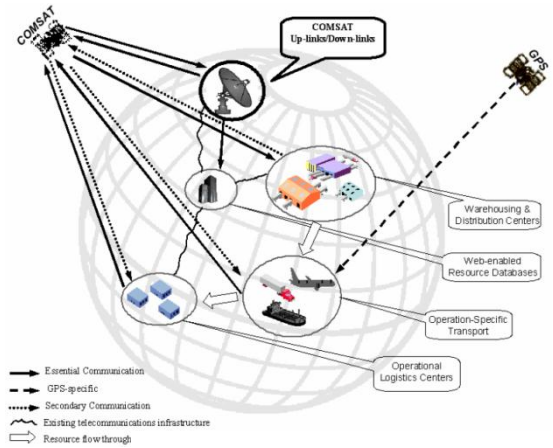 COMSAT
COMSAT
Up-links/Down-links
GPS
Warehousing &
Distribution Centers
Web-enabled
Resource Databases
Operation-Specific
Transport
Operational
Logistics Centers
Essential Communication
GPS-specific
Secondary Communication
Existing telecommunications infrastructure
Resource flowthrough